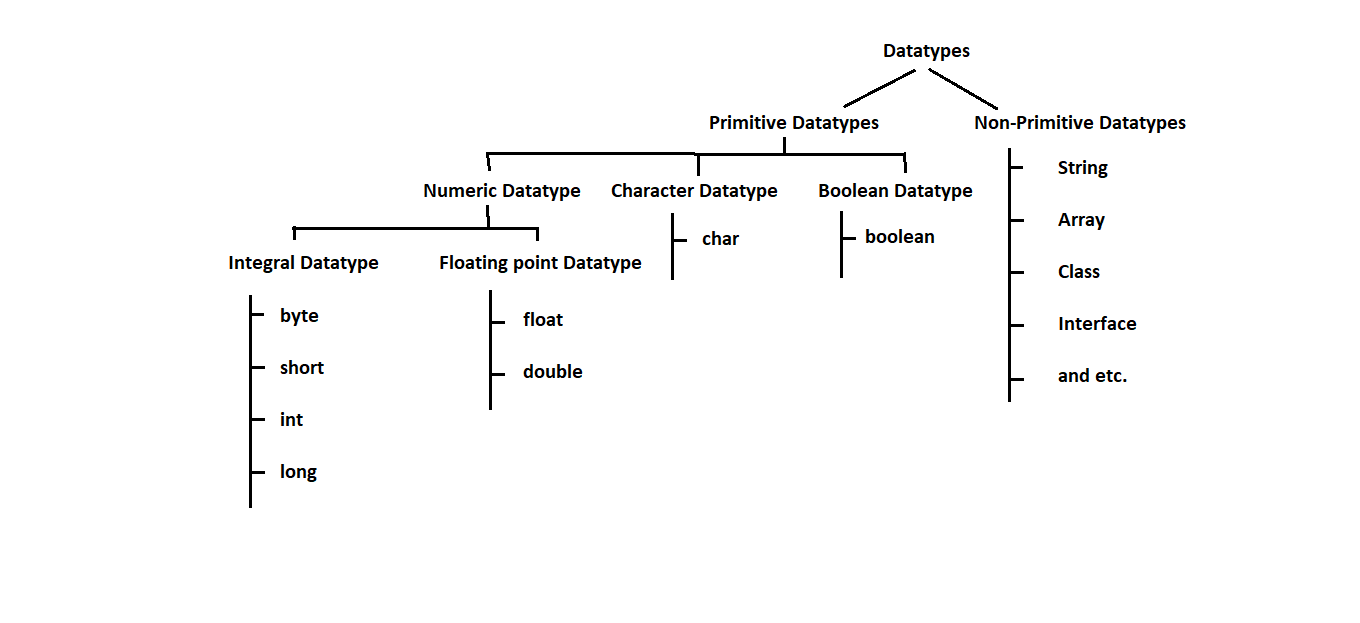 Datatypes
Primitive Datatypes
Non-Primitive Datatypes
Numeric Datatype
Character Datatype
Boolean Datatype
Integral Datatype
Floating point Datatype
byte
short
int
long
float
double
char
boolean
String
Array
Class
Interface
and etc.